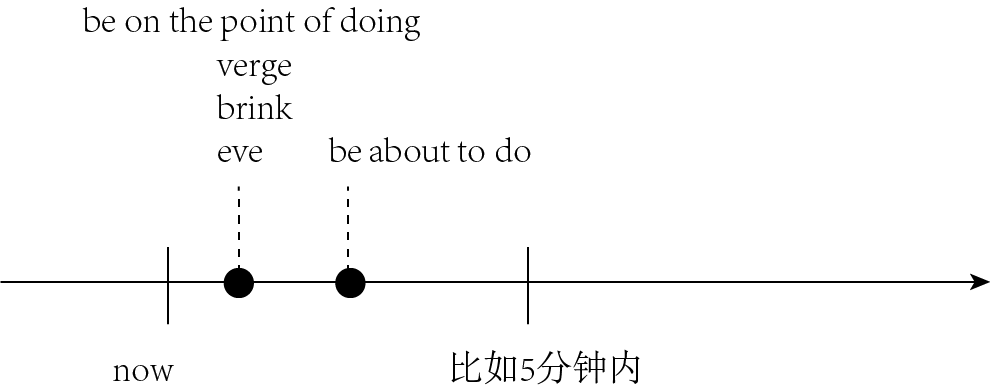 be on the point of doing
verge
brink
eve
be about to do
now
比如5分钟内